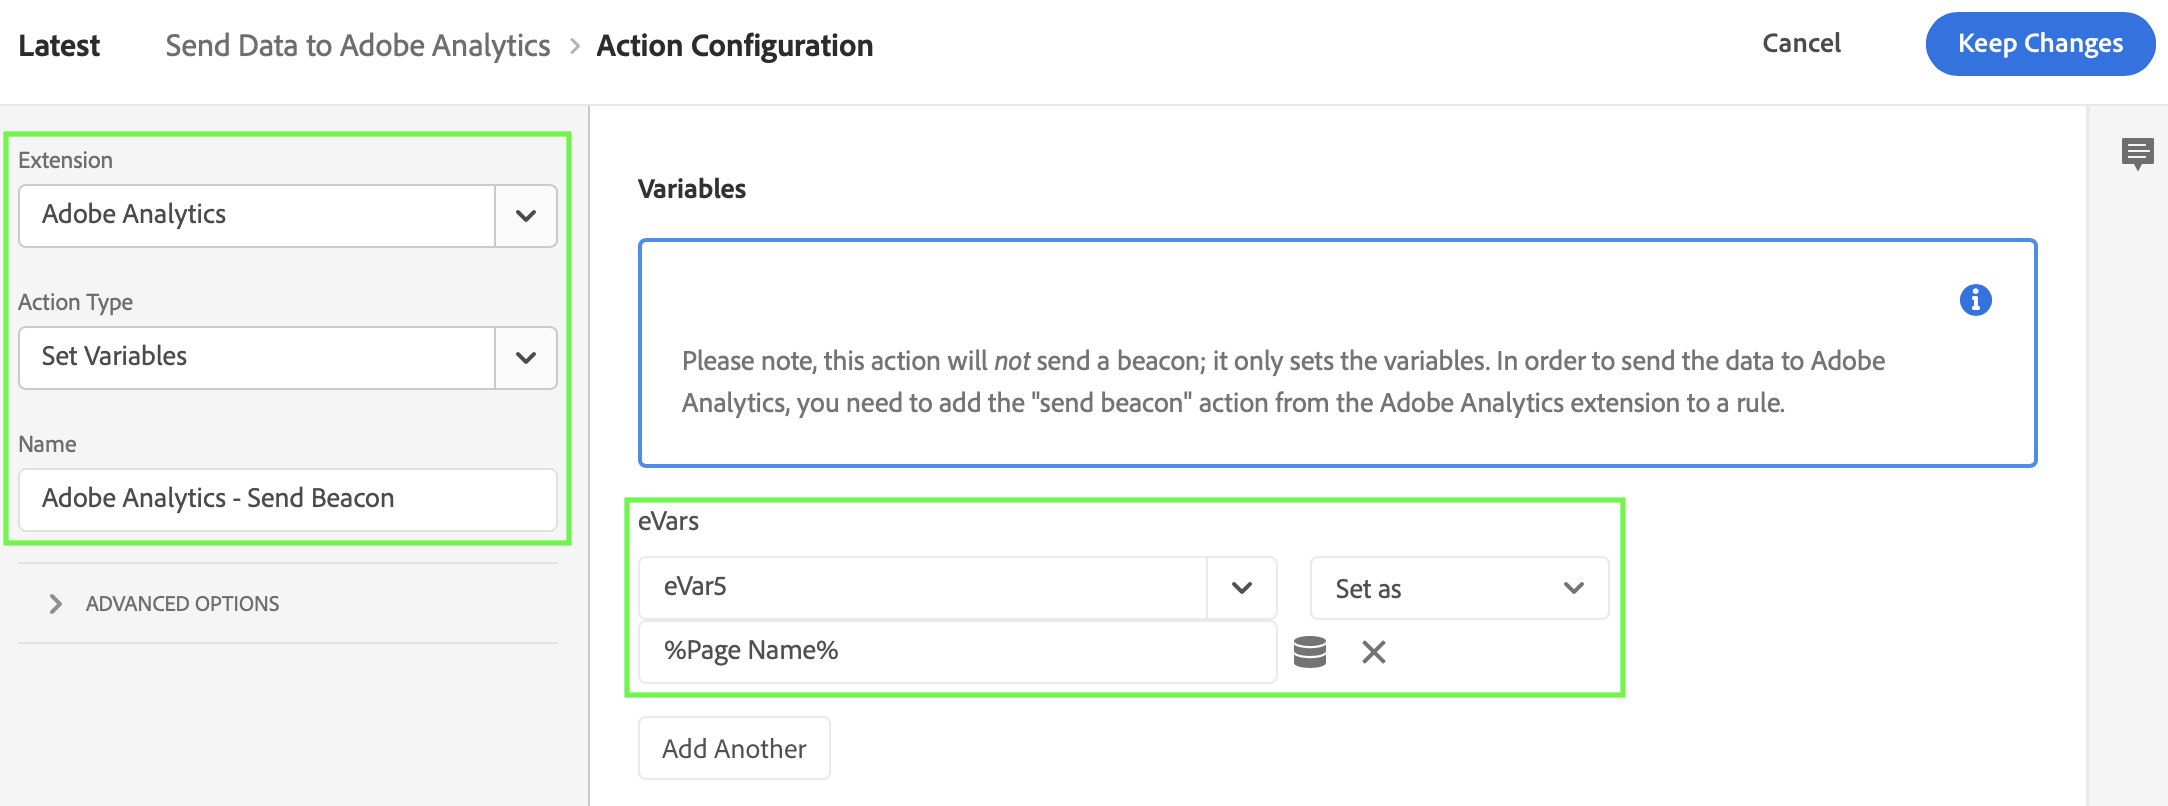 Latest
Send Data to Adobe Analytics > Action Configuration
Cancel
Keep Changes
Extension
Adobe Analytics
Action Type
Set Variables
Name
Adobe Analytics - Send Beacon
ADVANCED OPTIONS
Variables
Please note, this action will not send a beacon; it only sets the variables. In order to send the data to Adobe
Analytics, you need to add the "send beacon" action from the Adobe Analytics extension to a rule.
eVars
eVar5
Set as
%Page Name%
Add Another